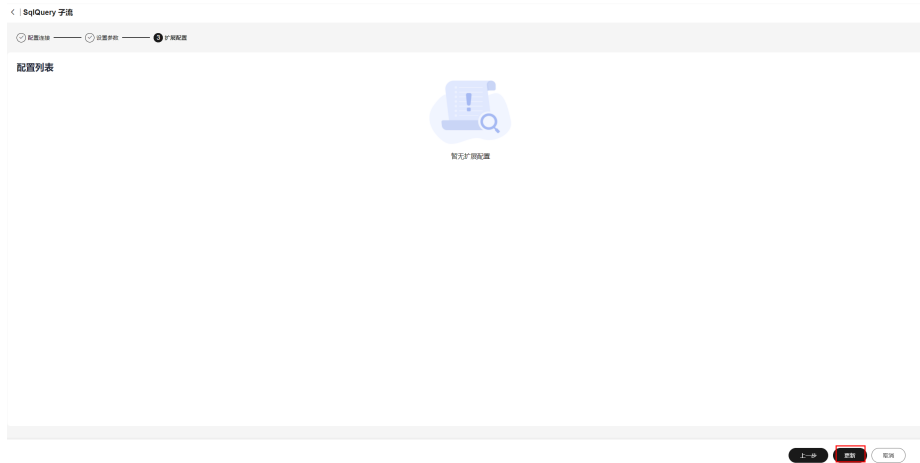 < | SqlQuery 子流
配置连接 设置参数 3 扩展配置
配置列表
暂无扩展配置
上一步 更新 取消